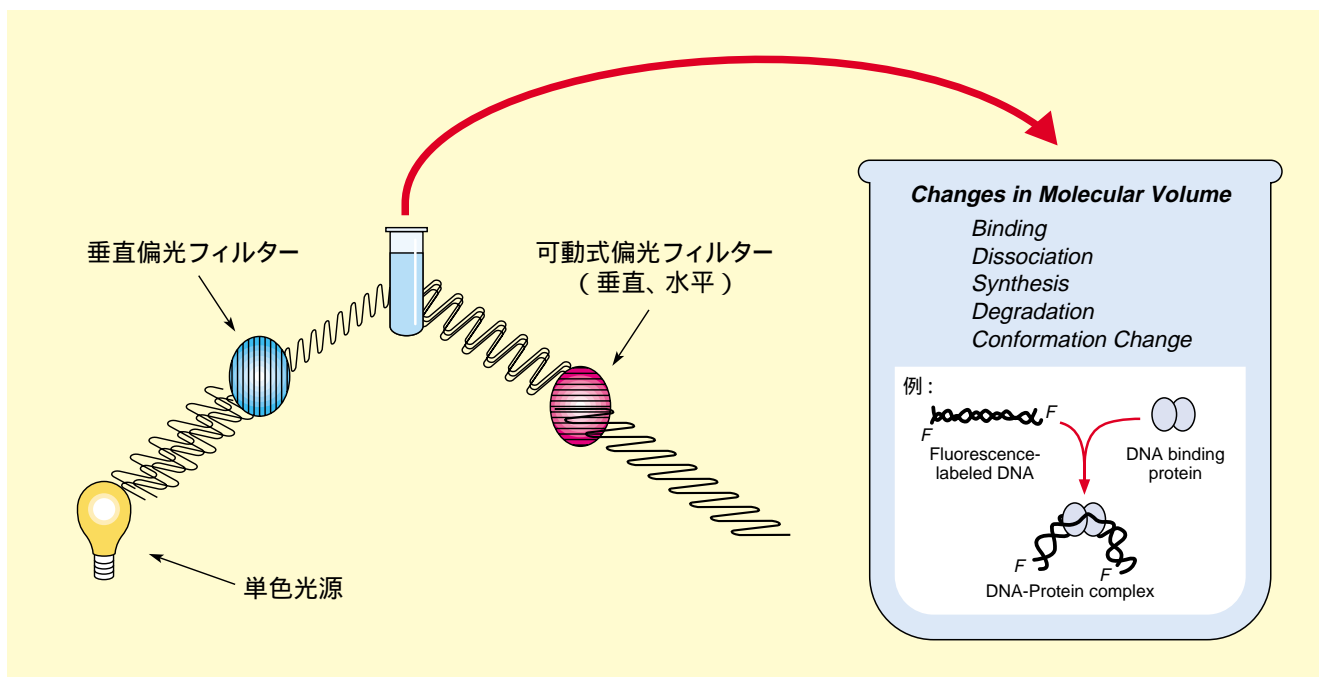 垂直偏光フィルター
可動式偏光フィルター
（垂直、水平）
単色光源
Changes in Molecular Volume
Binding
Dissociation
Synthesis
Degradation
Conformation Change
例：
F
F
Fluorescence-
labeled DNA
DNA binding
protein
F
F
DNA-Protein complex